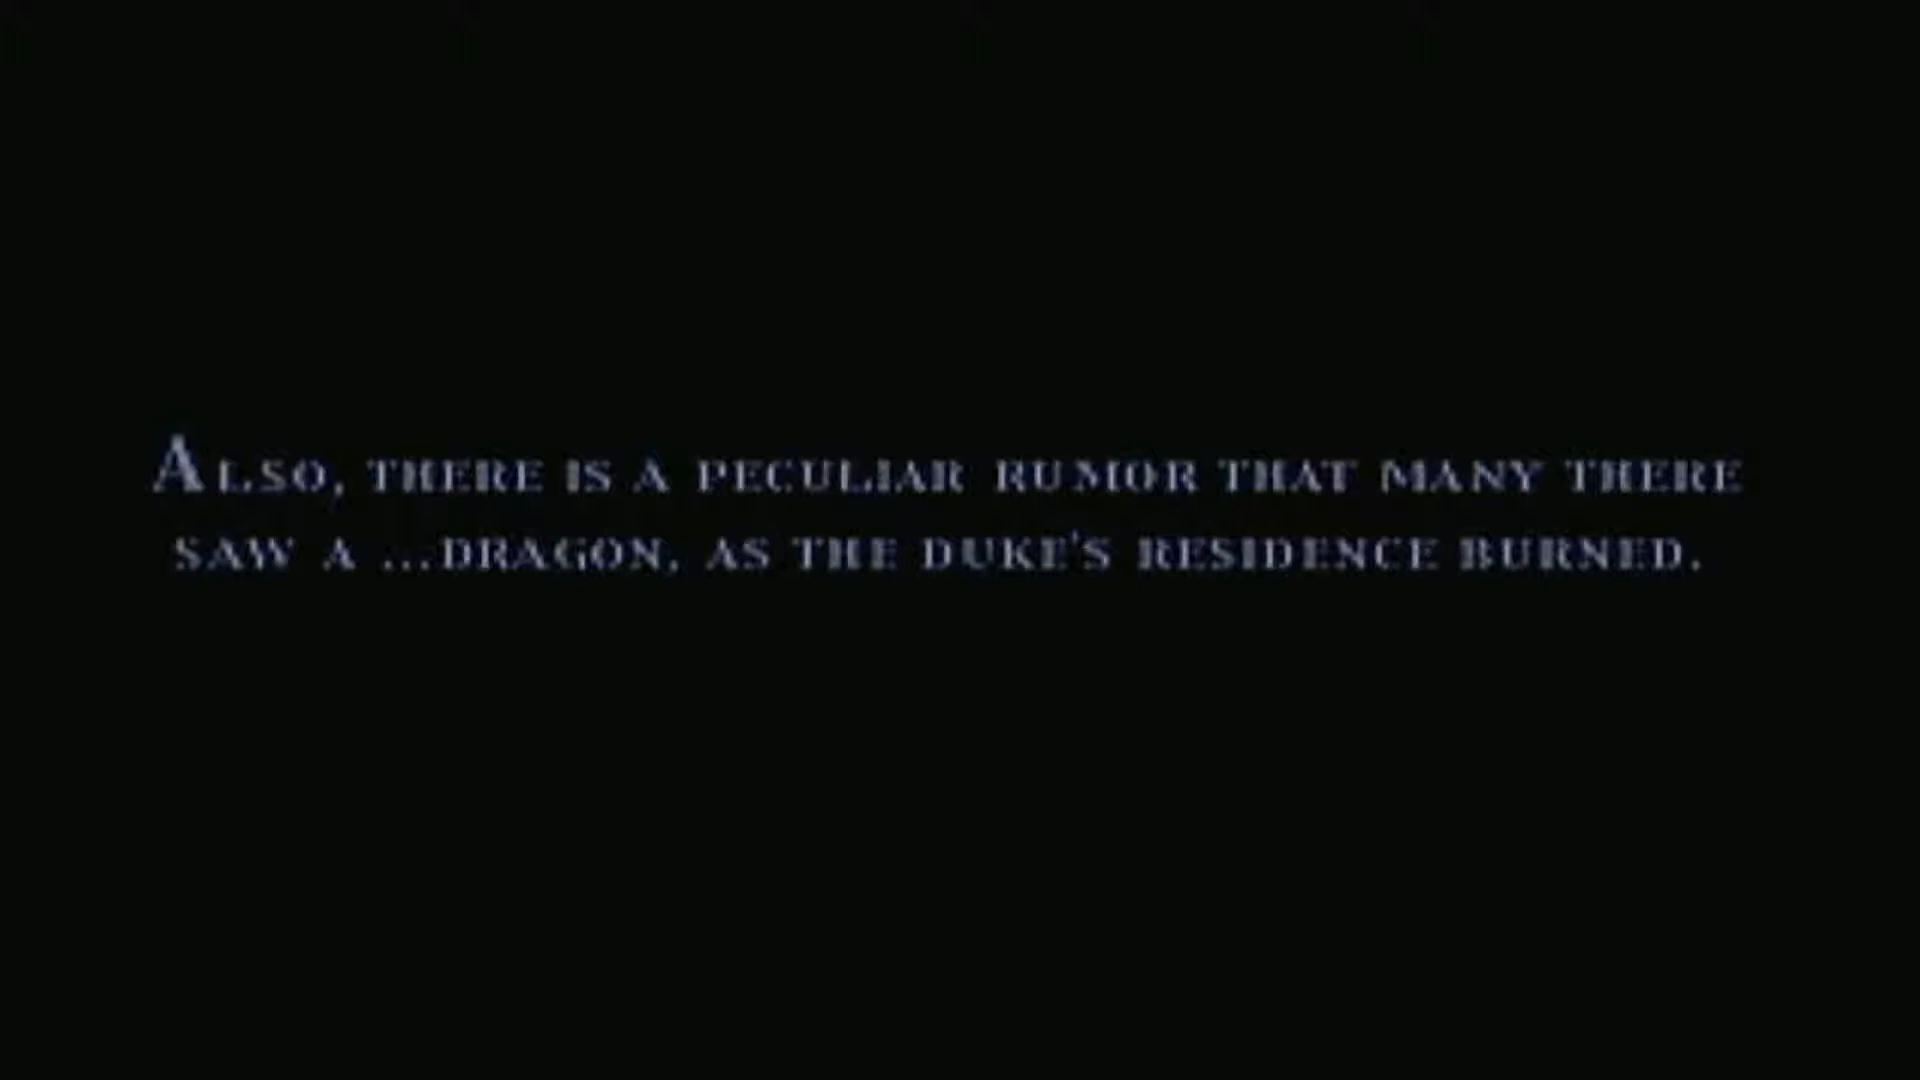 Also, there is a peculiar rumor that many there
saw a ...dragon, as the duke's residence burned.